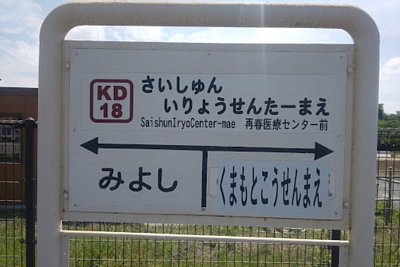 KD
18
さいしゅん
いりょうせんたーまえ
SaishunIryoCenter-mae 再春医療センター前
みよし
くまもとこうせんまえ